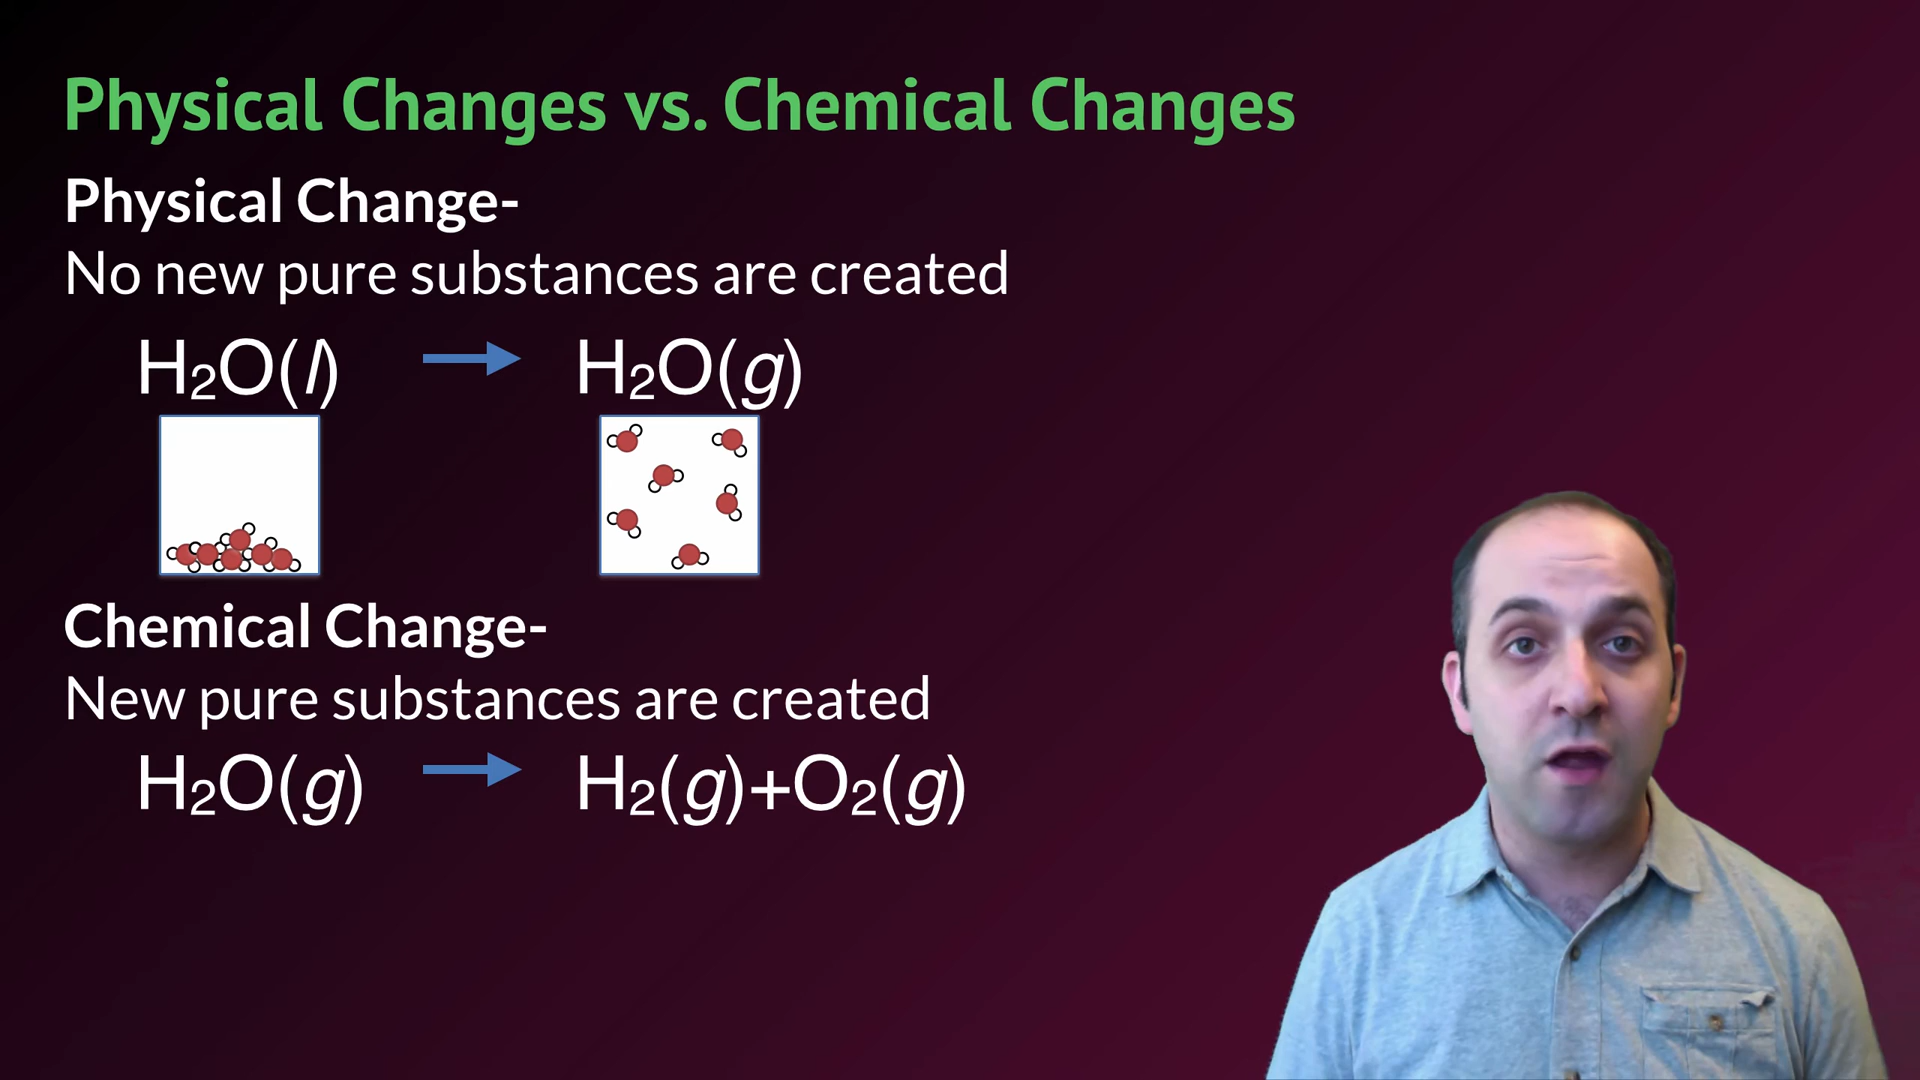 Physical Changes vs. Chemical Changes
Physical Change-
No new pure substances are created
H₂O(l) → H₂O(g)
Chemical Change-
New pure substances are created
H₂O(g) → H₂(g)+O₂(g)